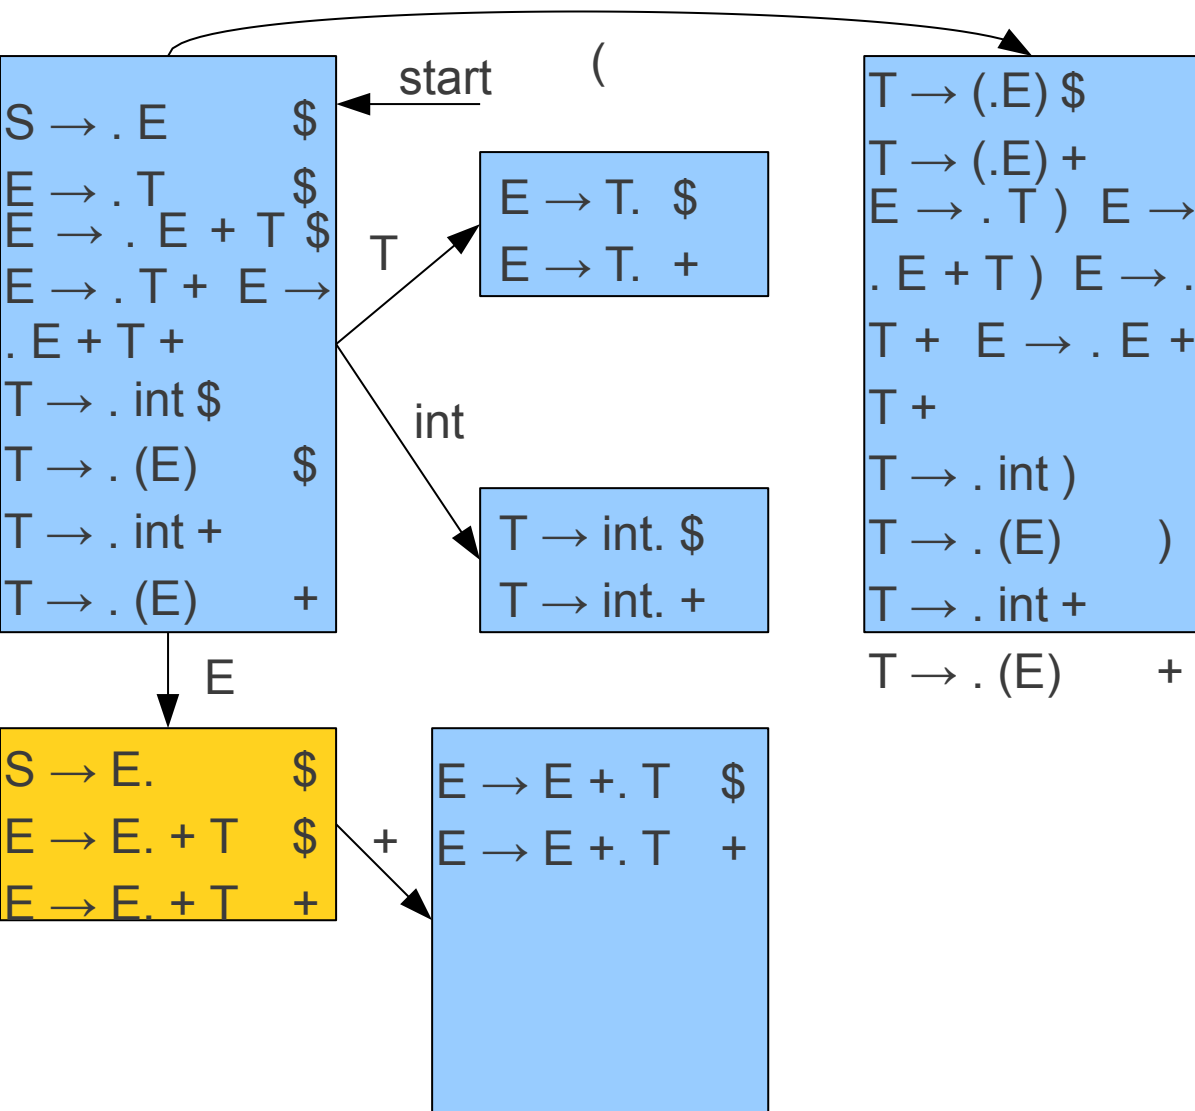 (
start
S → . E $
E → . T $
E → . E + T $
E → . T + E →
. E + T +
T → . int $
T → . (E) $
T → . int +
T → . (E) +
T
E → T. $
E → T. +
int
T → int. $
T → int. +
T → (.E) $
T → (.E) +
E → . T ) E →
. E + T ) E → .
T + E → . E +
T +
T → . int )
T → . (E) )
T → . int +
T → . (E) +
E
S → E. $
E → E. + T $
E → E. + T +
+
E → E +. T $
E → E +. T +